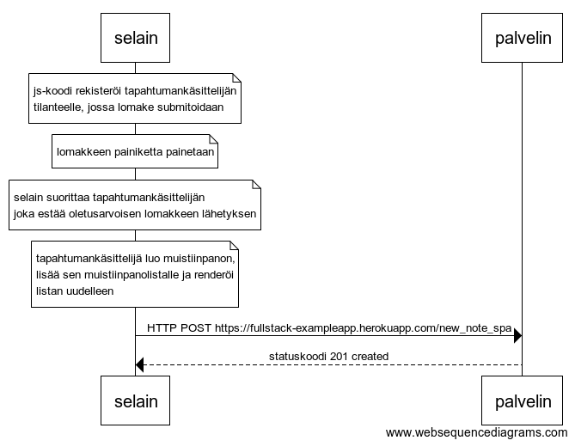 selain
palvelin
js-koodi rekisteröi tapahtumankäsittelijän
tilanteelle, jossa lomake submitoidaan
lomakkeen painiketta painetaan
selain suorittaa tapahtumankäsittelijän
joka estää oletusarvoisen lomakkeen lähetyksen
tapahtumankäsittelijä luo muistiinpanon,
lisää sen muistiinpanolistalle ja renderöi
listan uudelleen
HTTP POST https://fullstack-exampleapp.herokuapp.com/new_note_spa
statuskoodi 201 created
selain
palvelin
www.websequencediagrams.com